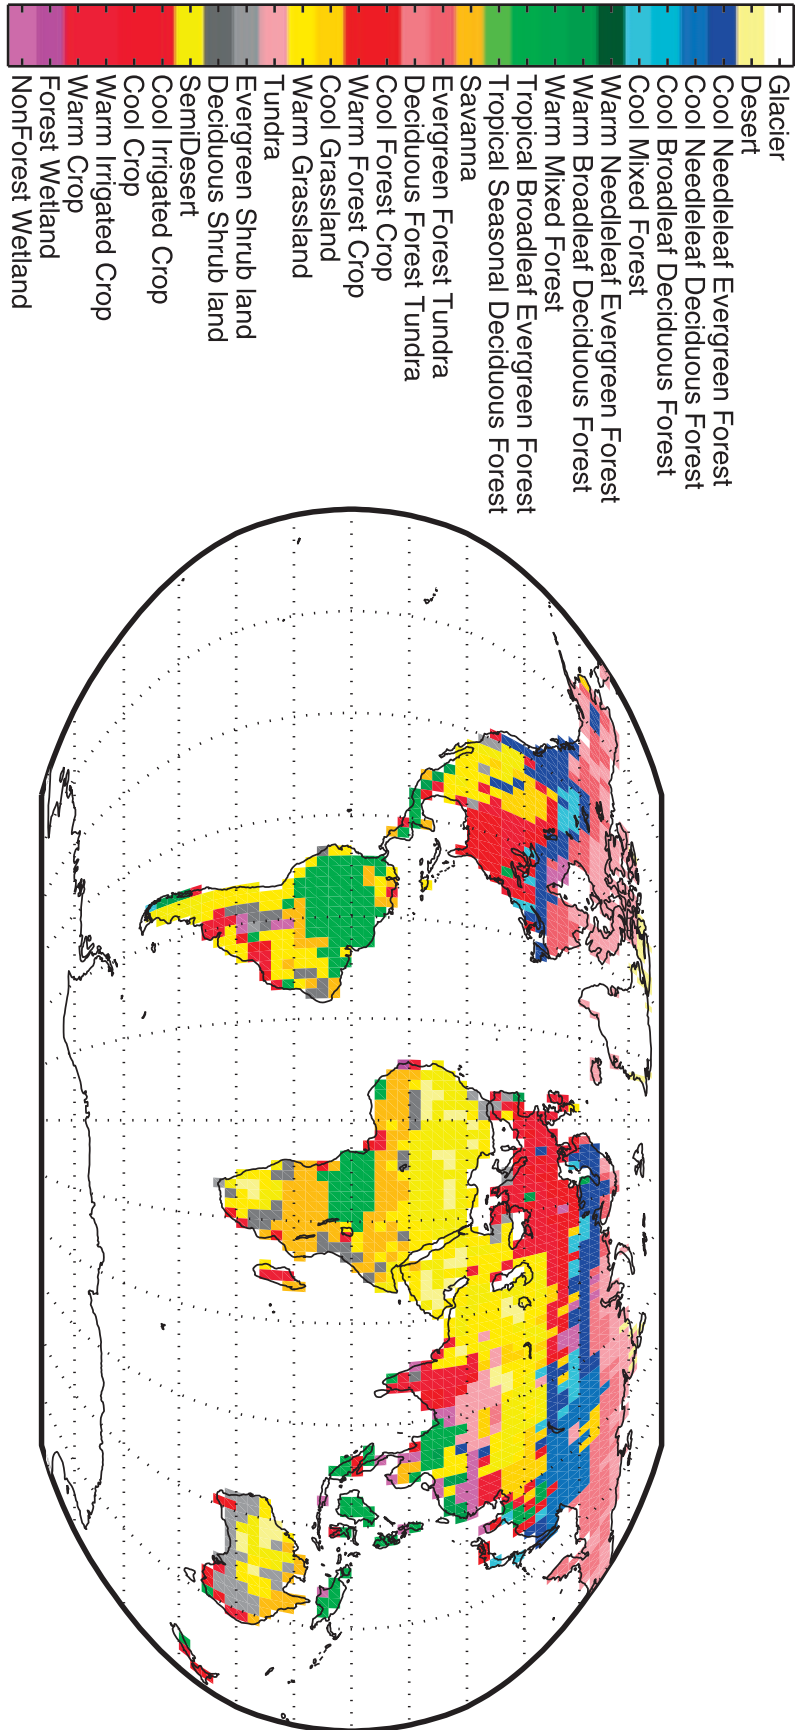 Glacier
Desert
Cool Needleleaf Evergreen Forest
Cool Needleleaf Deciduous Forest
Cool Broadleaf Deciduous Forest
Cool Mixed Forest
Warm Needleleaf Evergreen Forest
Warm Broadleaf Deciduous Forest
Warm Mixed Forest
Tropical Broadleaf Evergreen Forest
Tropical Seasonal Deciduous Forest
Savanna
Evergreen Forest Tundra
Deciduous Forest Tundra
Cool Forest Crop
Warm Forest Crop
Cool Grassland
Warm Grassland
Tundra
Evergreen Shrub land
Deciduous Shrub land
SemiDesert
Cool Irrigated Crop
Cool Crop
Warm Irrigated Crop
Warm Crop
Forest Wetland
NonForest Wetland